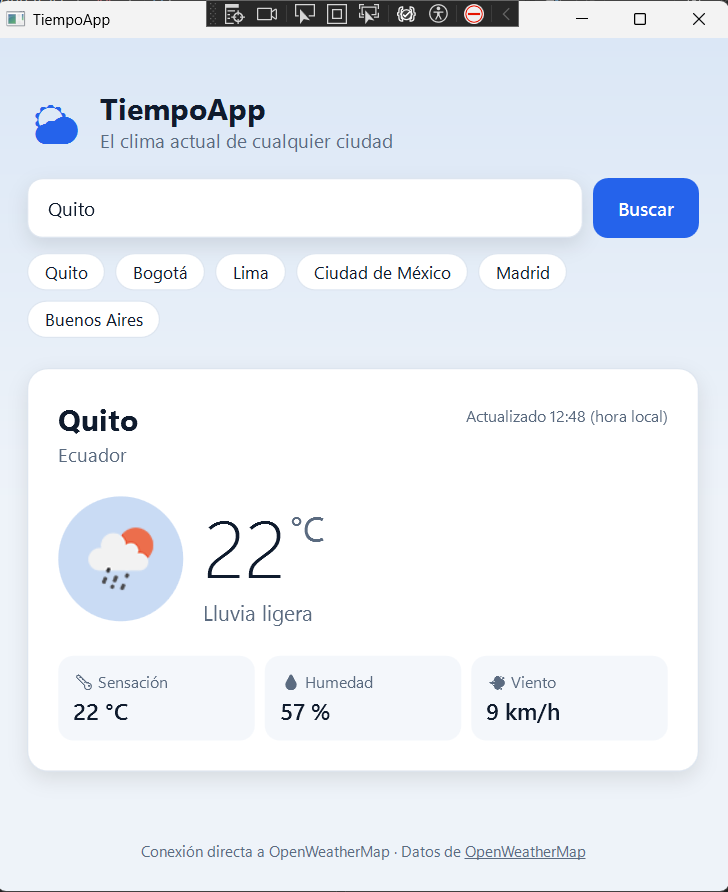 TiempoApp
TiempoApp
El clima actual de cualquier ciudad
Quito
Buscar
Quito Bogotá Lima Ciudad de México Madrid
Buenos Aires
Quito
Actualizado 12:48 (hora local)
Ecuador
22 °C
Lluvia ligera
Sensación
22 °C
Humedad
57 %
Viento
9 km/h
Conexión directa a OpenWeatherMap · Datos de OpenWeatherMap